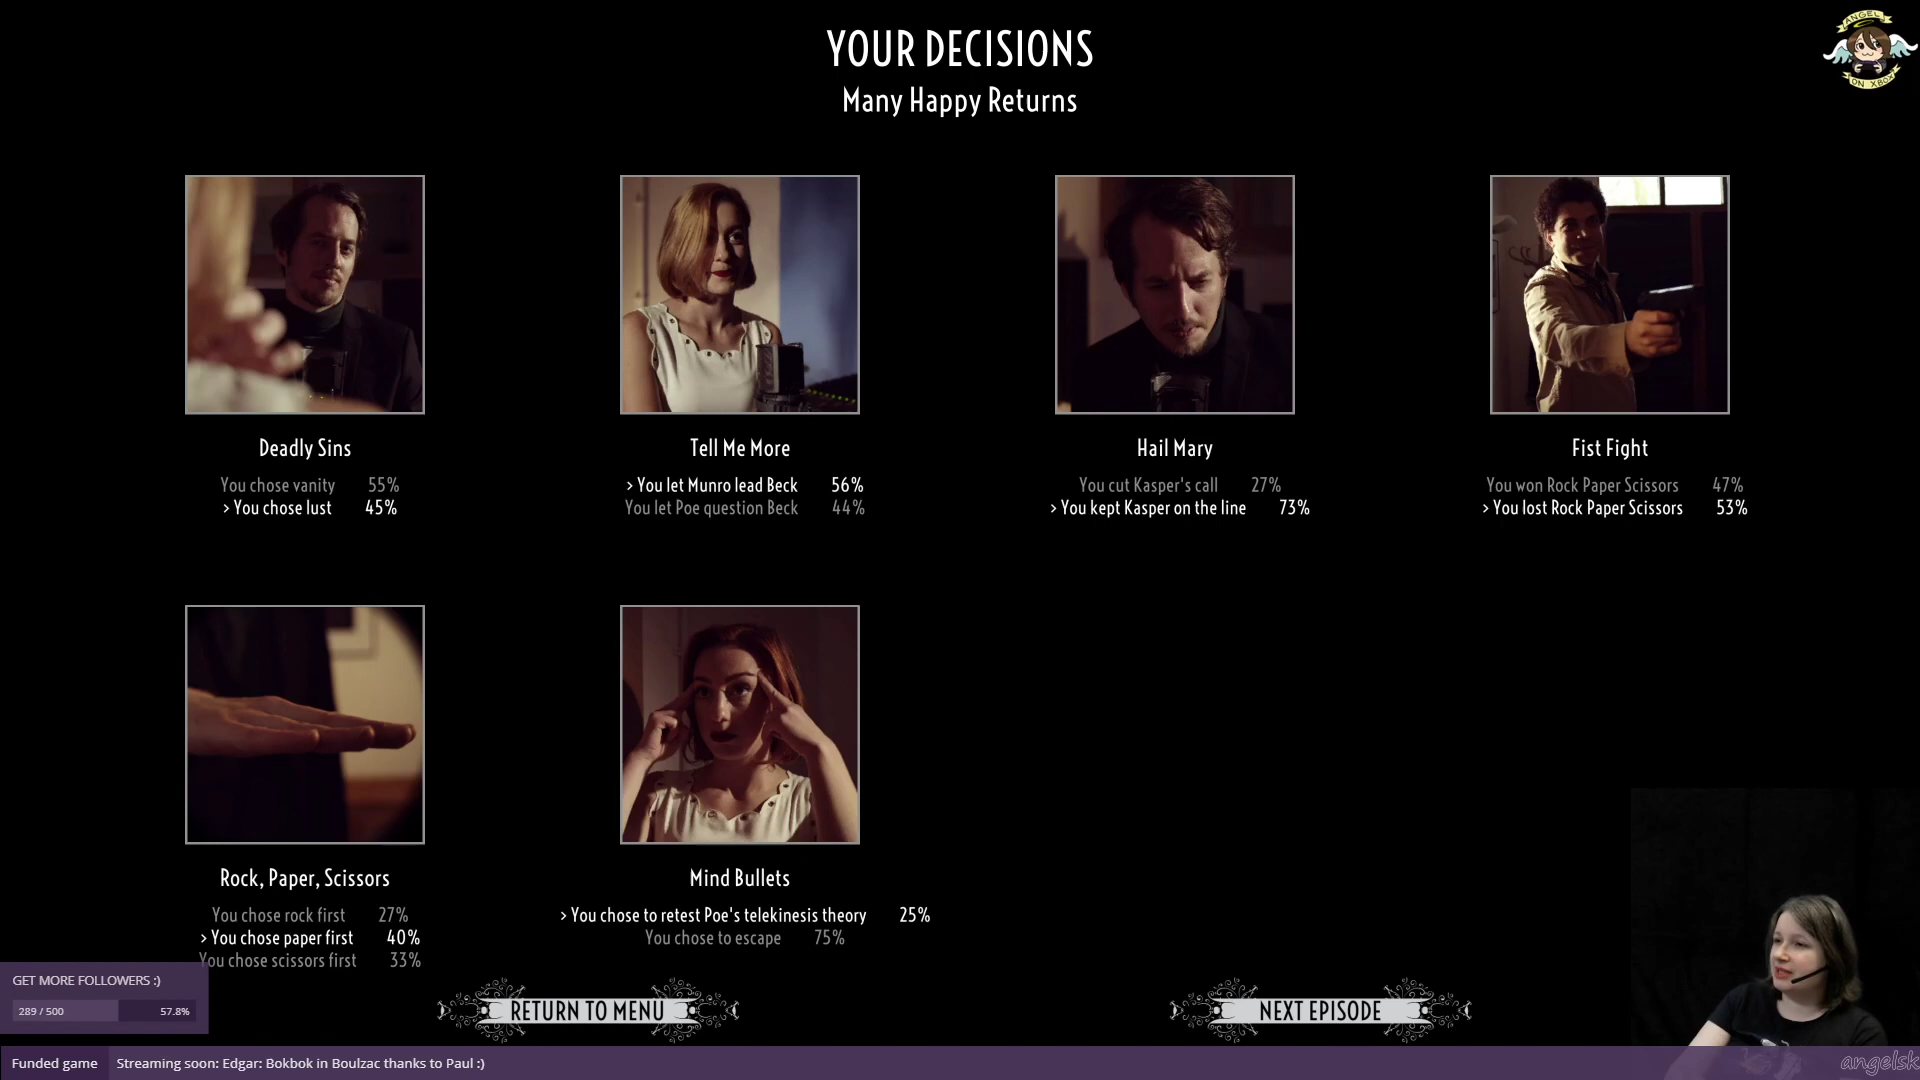 YOUR DECISIONS
Many Happy Returns
ANGEL
ON XBOX
Deadly Sins
You chose vanity 55%
> You chose lust 45%
Tell Me More
> You let Munro lead Beck 56%
You let Poe question Beck 44%
Hail Mary
You cut Kasper's call 27%
> You kept Kasper on the line 73%
Fist Fight
You won Rock Paper Scissors 47%
> You lost Rock Paper Scissors 53%
Rock, Paper, Scissors
You chose rock first 27%
> You chose paper first 40%
You chose scissors first 33%
Mind Bullets
> You chose to retest Poe's telekinesis theory 25%
You chose to escape 75%
GET MORE FOLLOWERS :)
289 / 500 57.8%
RETURN TO MENU
NEXT EPISODE
Funded game Streaming soon: Edgar: Bokbok in Boulzac thanks to Paul :)
angelsk